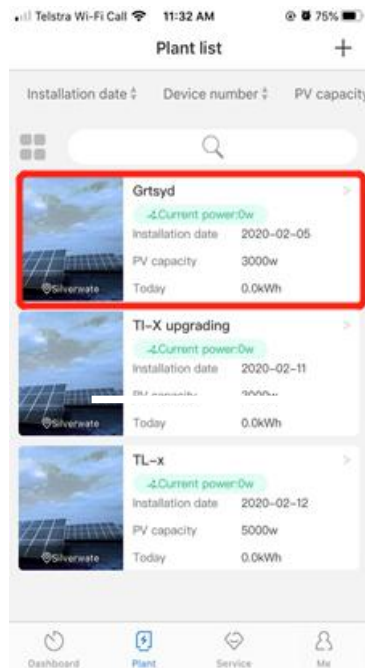 Telstra Wi-Fi Call 11:32 AM 75%
Plant list +
Installation date Device number PV capacity
Grtsyd
Current power:0w
Installation date 2020-02-05
PV capacity 3000w
Today 0.0kWh
Silverwate
TI-X upgrading
Current power:0w
Installation date 2020-02-11
Today 0.0kWh
Silverwate
TL-x
Current power:0w
Installation date 2020-02-12
PV capacity 5000w
Today 0.0kWh
Silverwate
Dashboard Plant Service Me